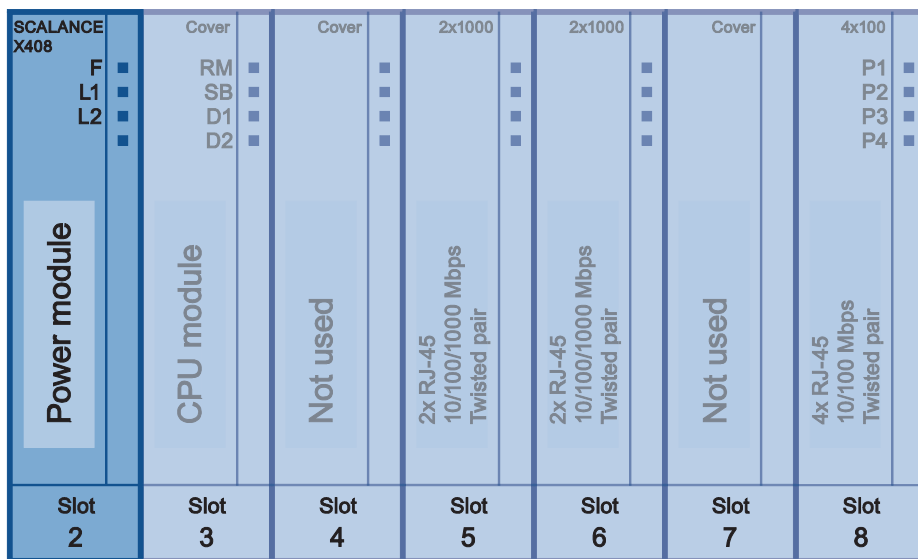 SCALANCE
X408
F
L1
L2
Power module
Slot
2
Cover
RM
SB
D1
D2
CPU module
Slot
3
Cover
Not used
Slot
4
2x1000
2x RJ-45
10/100/1000 Mbps
Twisted pair
Slot
5
2x1000
2x RJ-45
10/100/1000 Mbps
Twisted pair
Slot
6
Cover
Not used
Slot
7
4x100
P1
P2
P3
P4
4x RJ-45
10/100 Mbps
Twisted pair
Slot
8